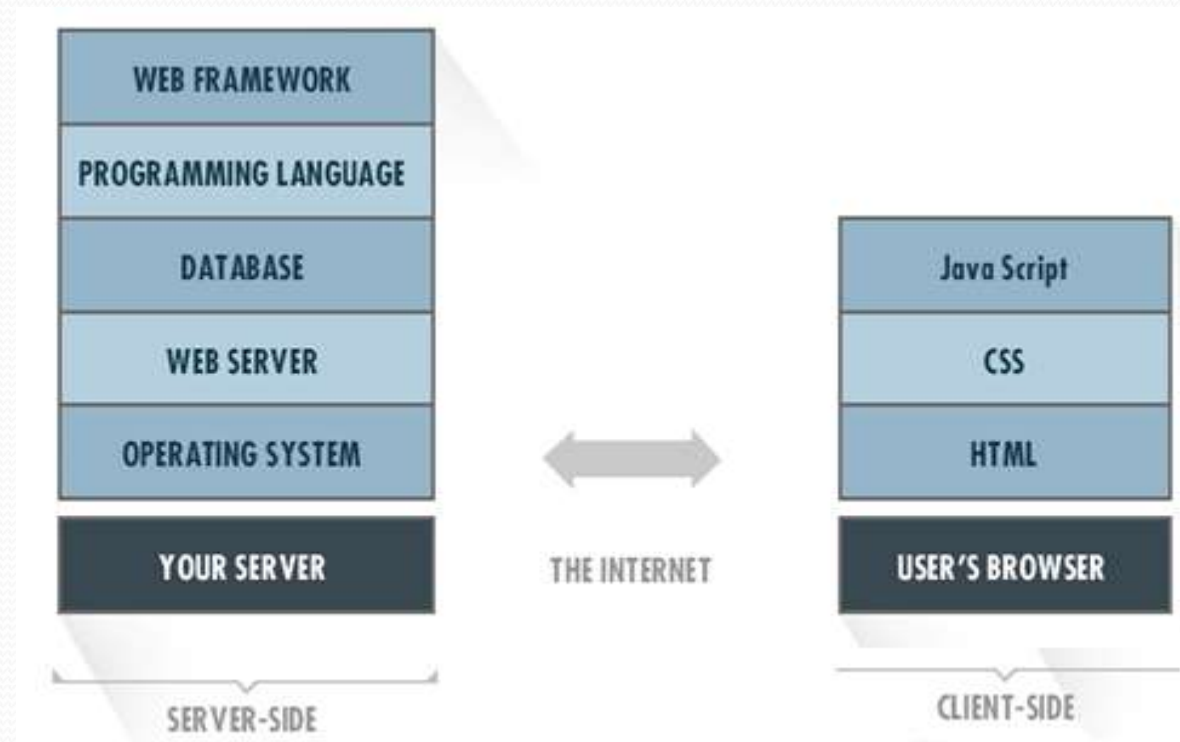 WEB FRAMEWORK
PROGRAMMING LANGUAGE
DATABASE
WEB SERVER
OPERATING SYSTEM
YOUR SERVER
SERVER-SIDE
THE INTERNET
Java Script
CSS
HTML
USER'S BROWSER
CLIENT-SIDE